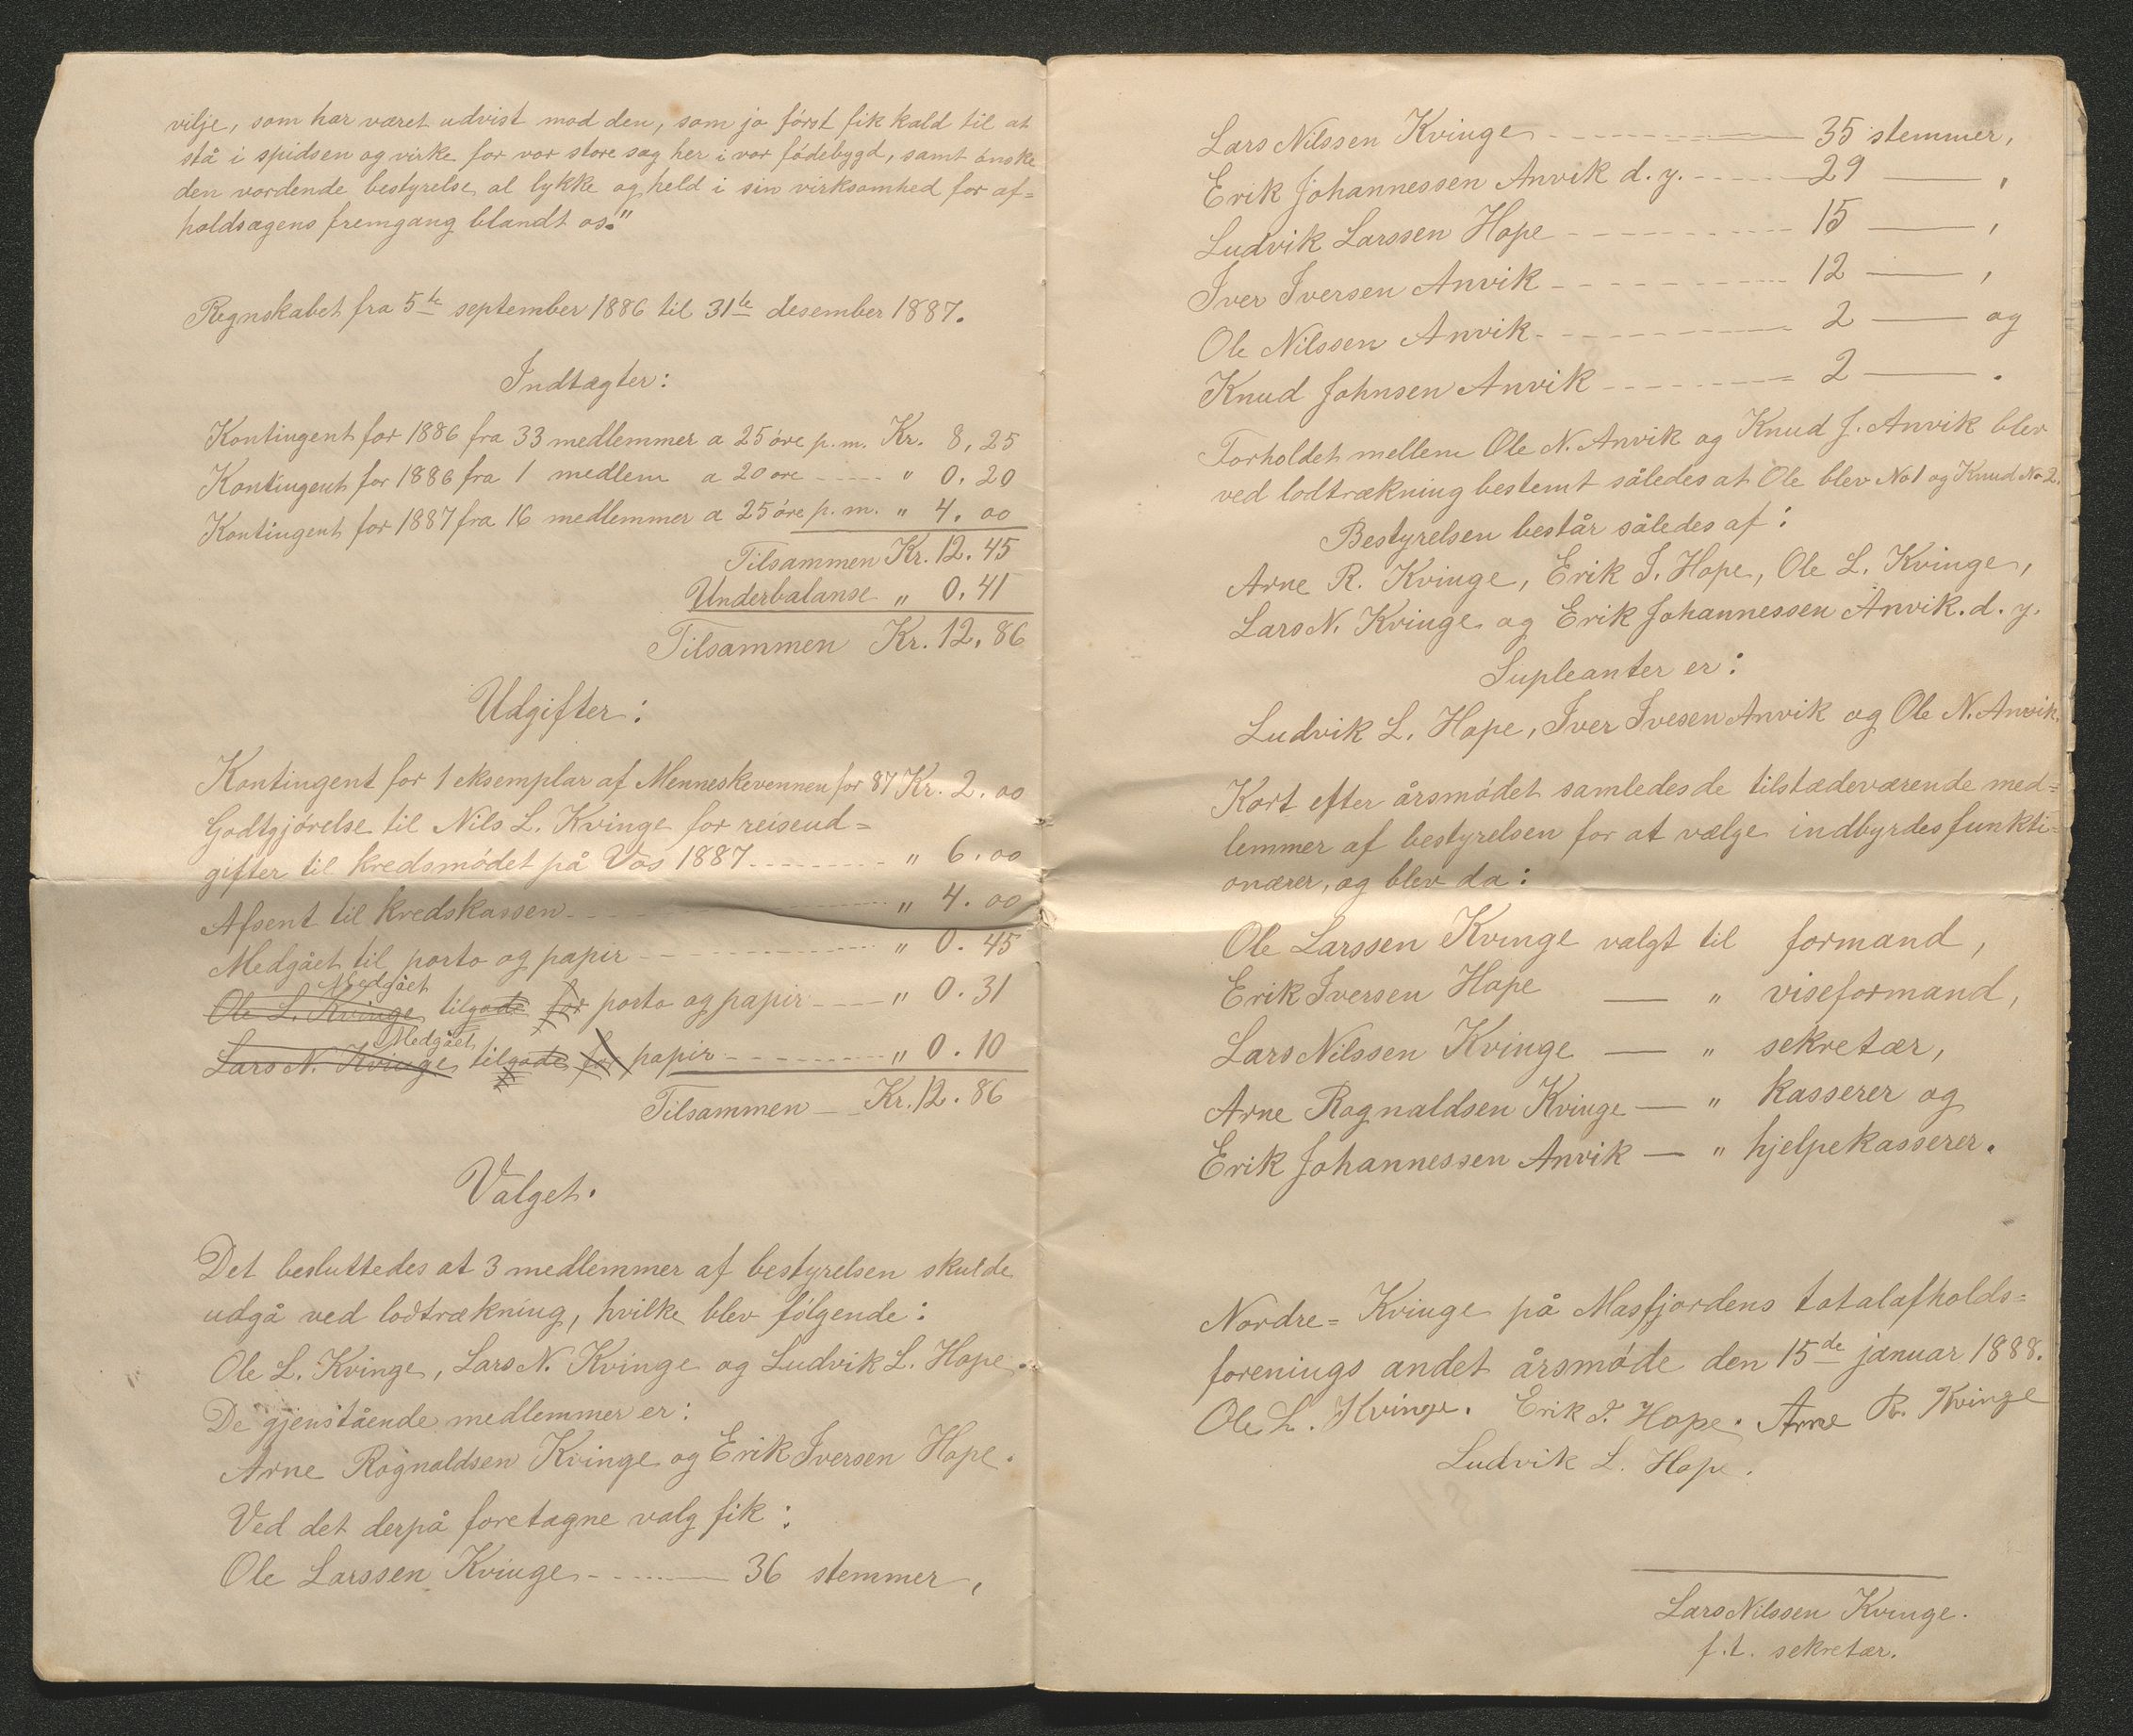 vilje, som har været udvist mod den, som jo först fik kald til at
stå i spidsen og virke for vor store sag her i vor födebygd, samt önske
den vordende bestyrelse al lykke og held i sin virksomhed for af=
holdsagens fremgang blandt os."
Regnskabet fra 5te september 1886 til 31te desember 1887.
Indtægter:
Kontingent for 1886 fra 33 medlemmer a 25 öre p.m. Kr. 8,25
Kontingent for 1886 fra 1 medlem a 20 öre " 0.20
Kontingent for 1887 fra 16 medlemmer a 25 öre p.m. " 4.00
Tilsammen Kr. 12.45
Underbalanse " 0.41
Tilsammen Kr. 12.86
Udgifter:
Kontingent for 1 eksemplar af Menneskevennen for 87 Kr. 2.00
Godtgjörelse til Nils L. Kvinge for reiseud=
gifter til kredsmödet på Vos 1887 " 6.00
Afsent til kredskassen " 4.00
Medgået til porto og papir " 0.45
Medgået
Ole L. Kvinge tilgode for porto og papir " 0.31
Medgået
Lars N. Kvinge tilgode for papir " 0.10
Tilsammen Kr. 12.86
Valget.
Det besluttedes at 3 medlemmer af bestyrelsen skulde
udgå ved lodtrækning, hvilke blev fölgende:
Ole L. Kvinge, Lars N. Kvinge og Ludvik L. Hope.
De gjenstående medlemmer er:
Arne Rognaldsen Kvinge og Erik Iversen Hope.
Ved det derpå foretagne valg fik:
Ole Larssen Kvinge 36 stemmer,
Lars Nilssen Kvinge 35 stemmer,
Erik Johannessen Anvik d.y. 29 — ,
Ludvik Larssen Hope 15 — ,
Iver Iversen Anvik 12 — ,
Ole Nilssen Anvik 2 — og
Knud Johnsen Anvik 2 — .
Forholdet mellem Ole N. Anvik og Knud J. Anvik blev
ved lodtrækning bestemt således at Ole blev No 1 og Knud No 2.
Bestyrelsen består således af:
Arne R. Kvinge, Erik I. Hope, Ole L. Kvinge,
Lars N. Kvinge og Erik Johannessen Anvik. d. y.
Supleanter er:
Ludvik L. Hope, Iver Ivesen Anvik og Ole N. Anvik.
Kort efter årsmödet samledes de tilstedeværende med=
lemmer af bestyrelsen for at vælge indbyrdes funkti=
onærer, og blev da:
Ole Larssen Kvinge valgt til formand,
Erik Iversen Hope — " viseformand,
Lars Nilssen Kvinge — " sekretær,
Arne Rognaldsen Kvinge — " kasserer og
Erik Johannessen Anvik — " hjelpekasserer.
Nordre=Kvinge på Masfjordens totalafholds=
forenings andet årsmöde den 15de januar 1888.
Ole L. Kvinge. Erik I. Hope. Arne R. Kvinge
Ludvik L. Hope.
Lars Nilssen Kvinge.
f.t. sekretær.